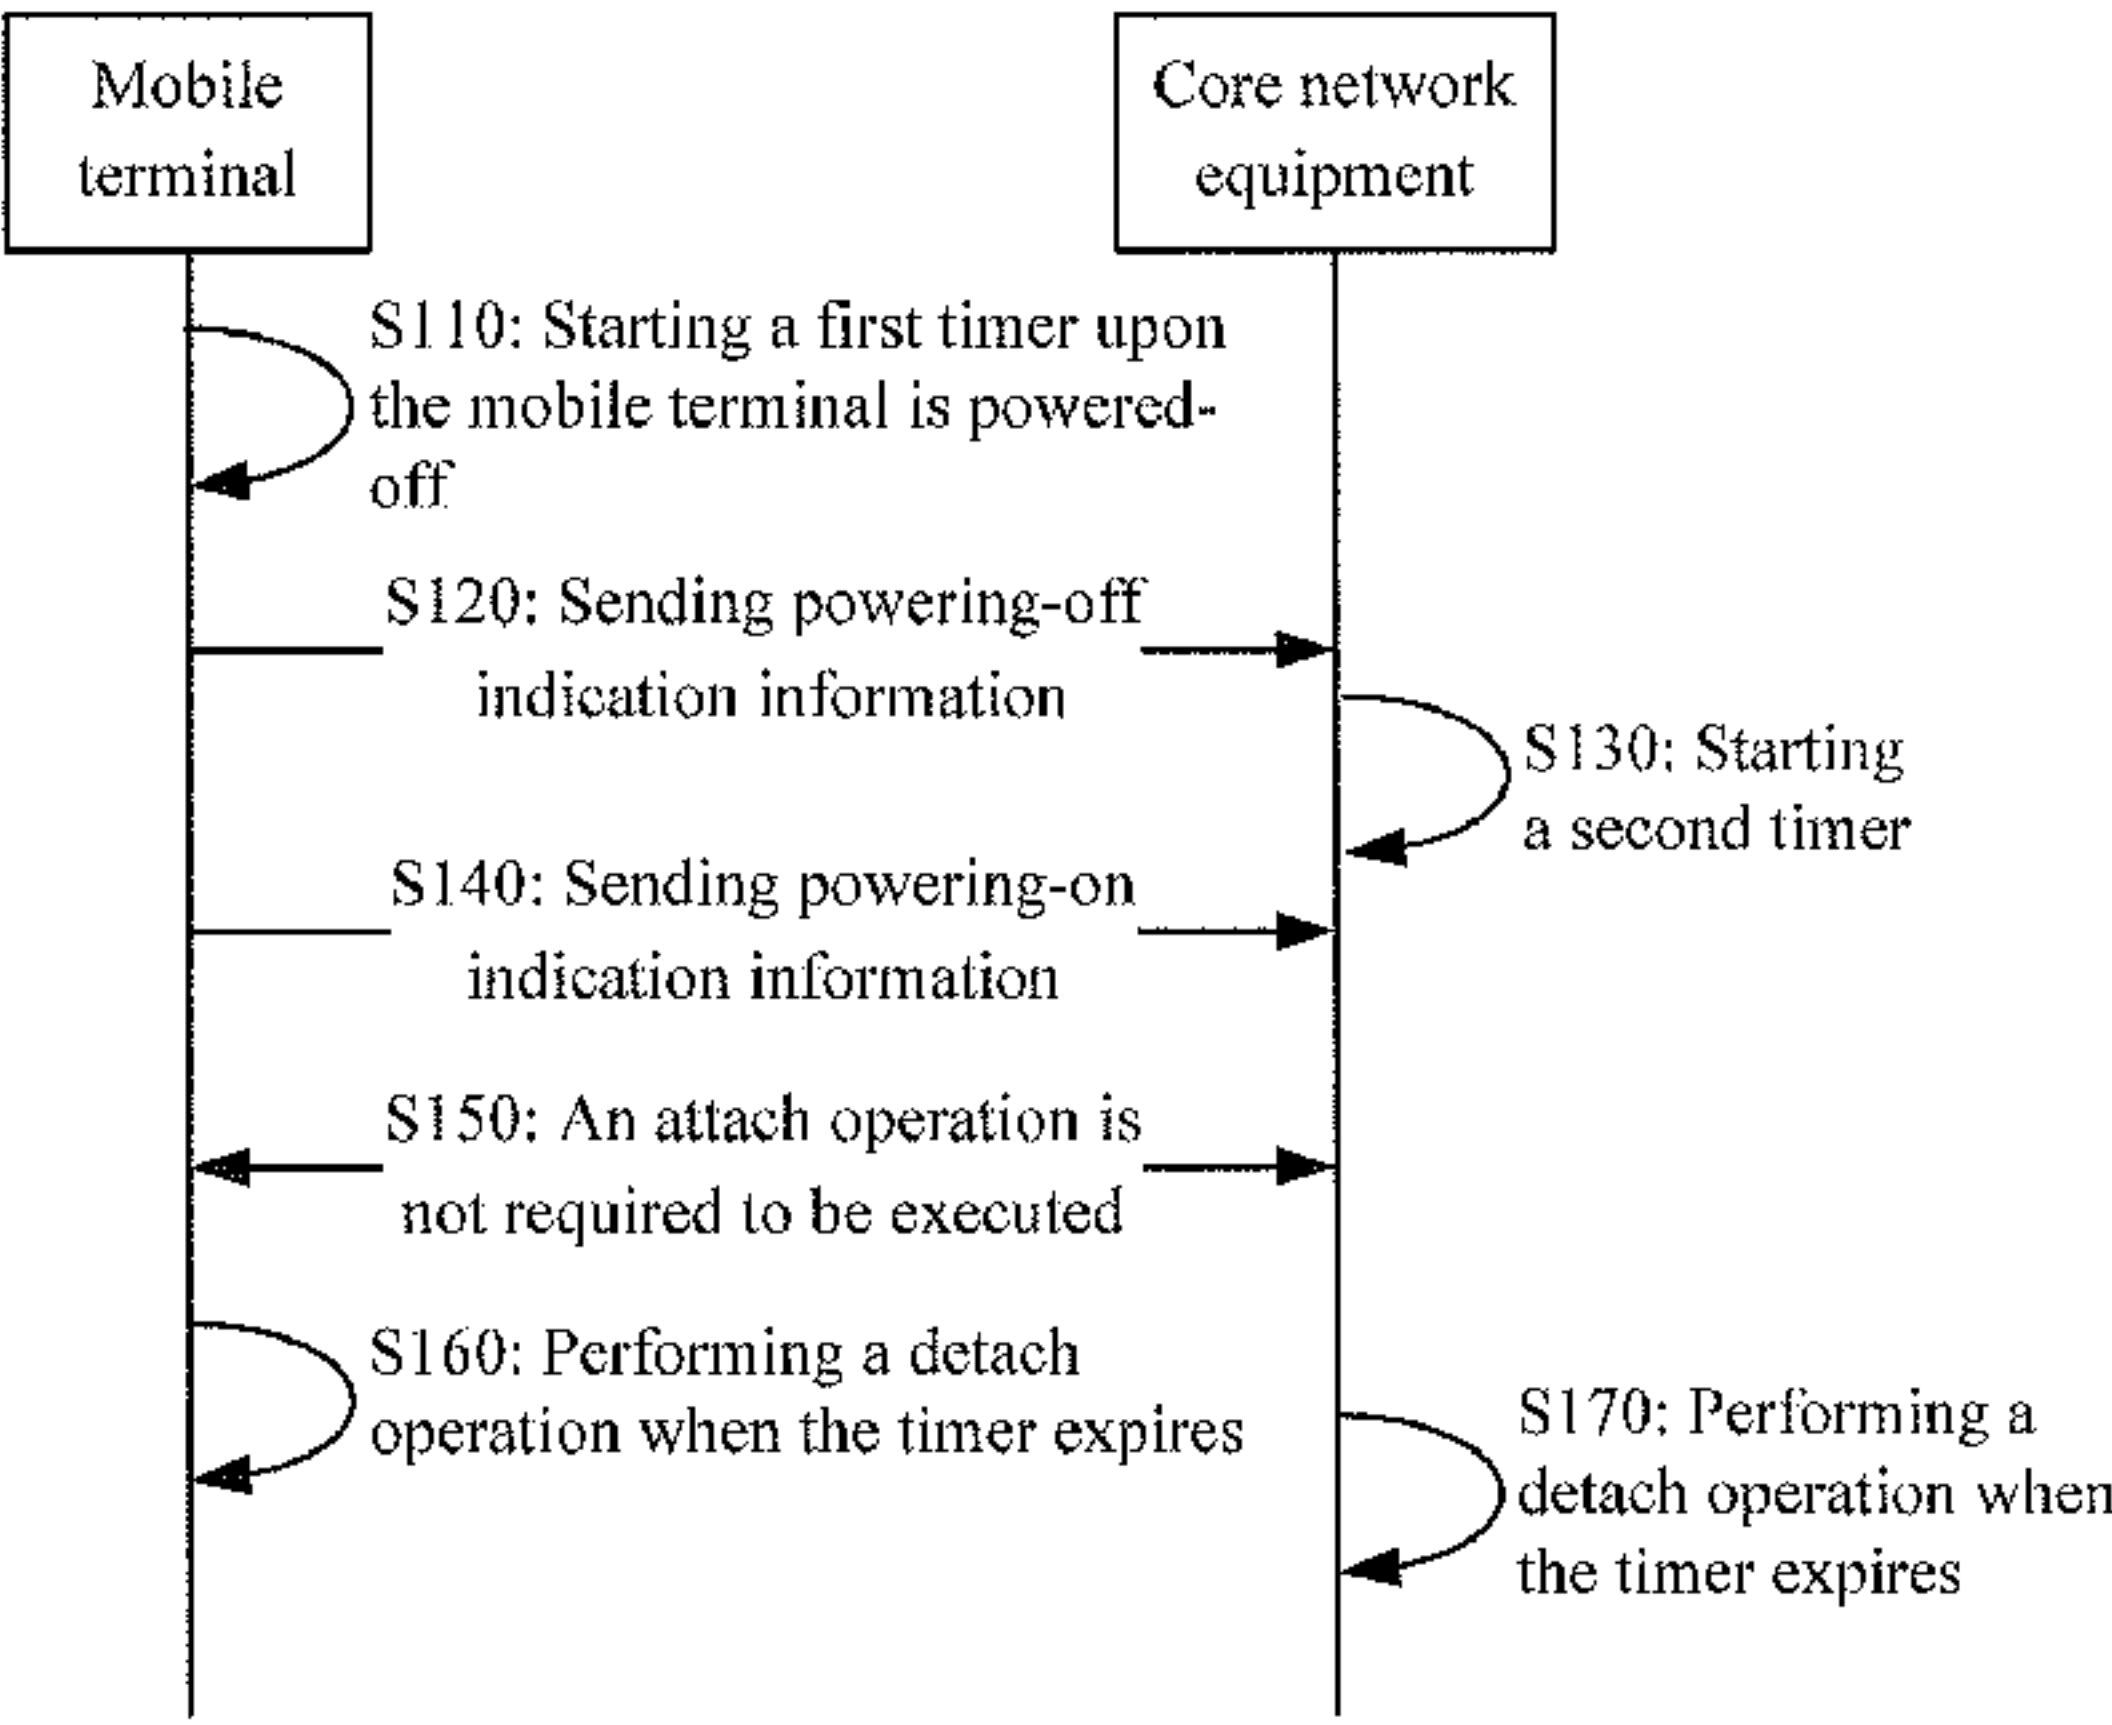 Mobile
terminal
Core network
equipment
S110: Starting a first timer upon
the mobile terminal is powered-
off
S120: Sending powering-off
indication information
S130: Starting
a second timer
S140: Sending powering-on
indication information
S150: An attach operation is
not required to be executed
S160: Performing a detach
operation when the timer expires
S170: Performing a
detach operation when
the timer expires